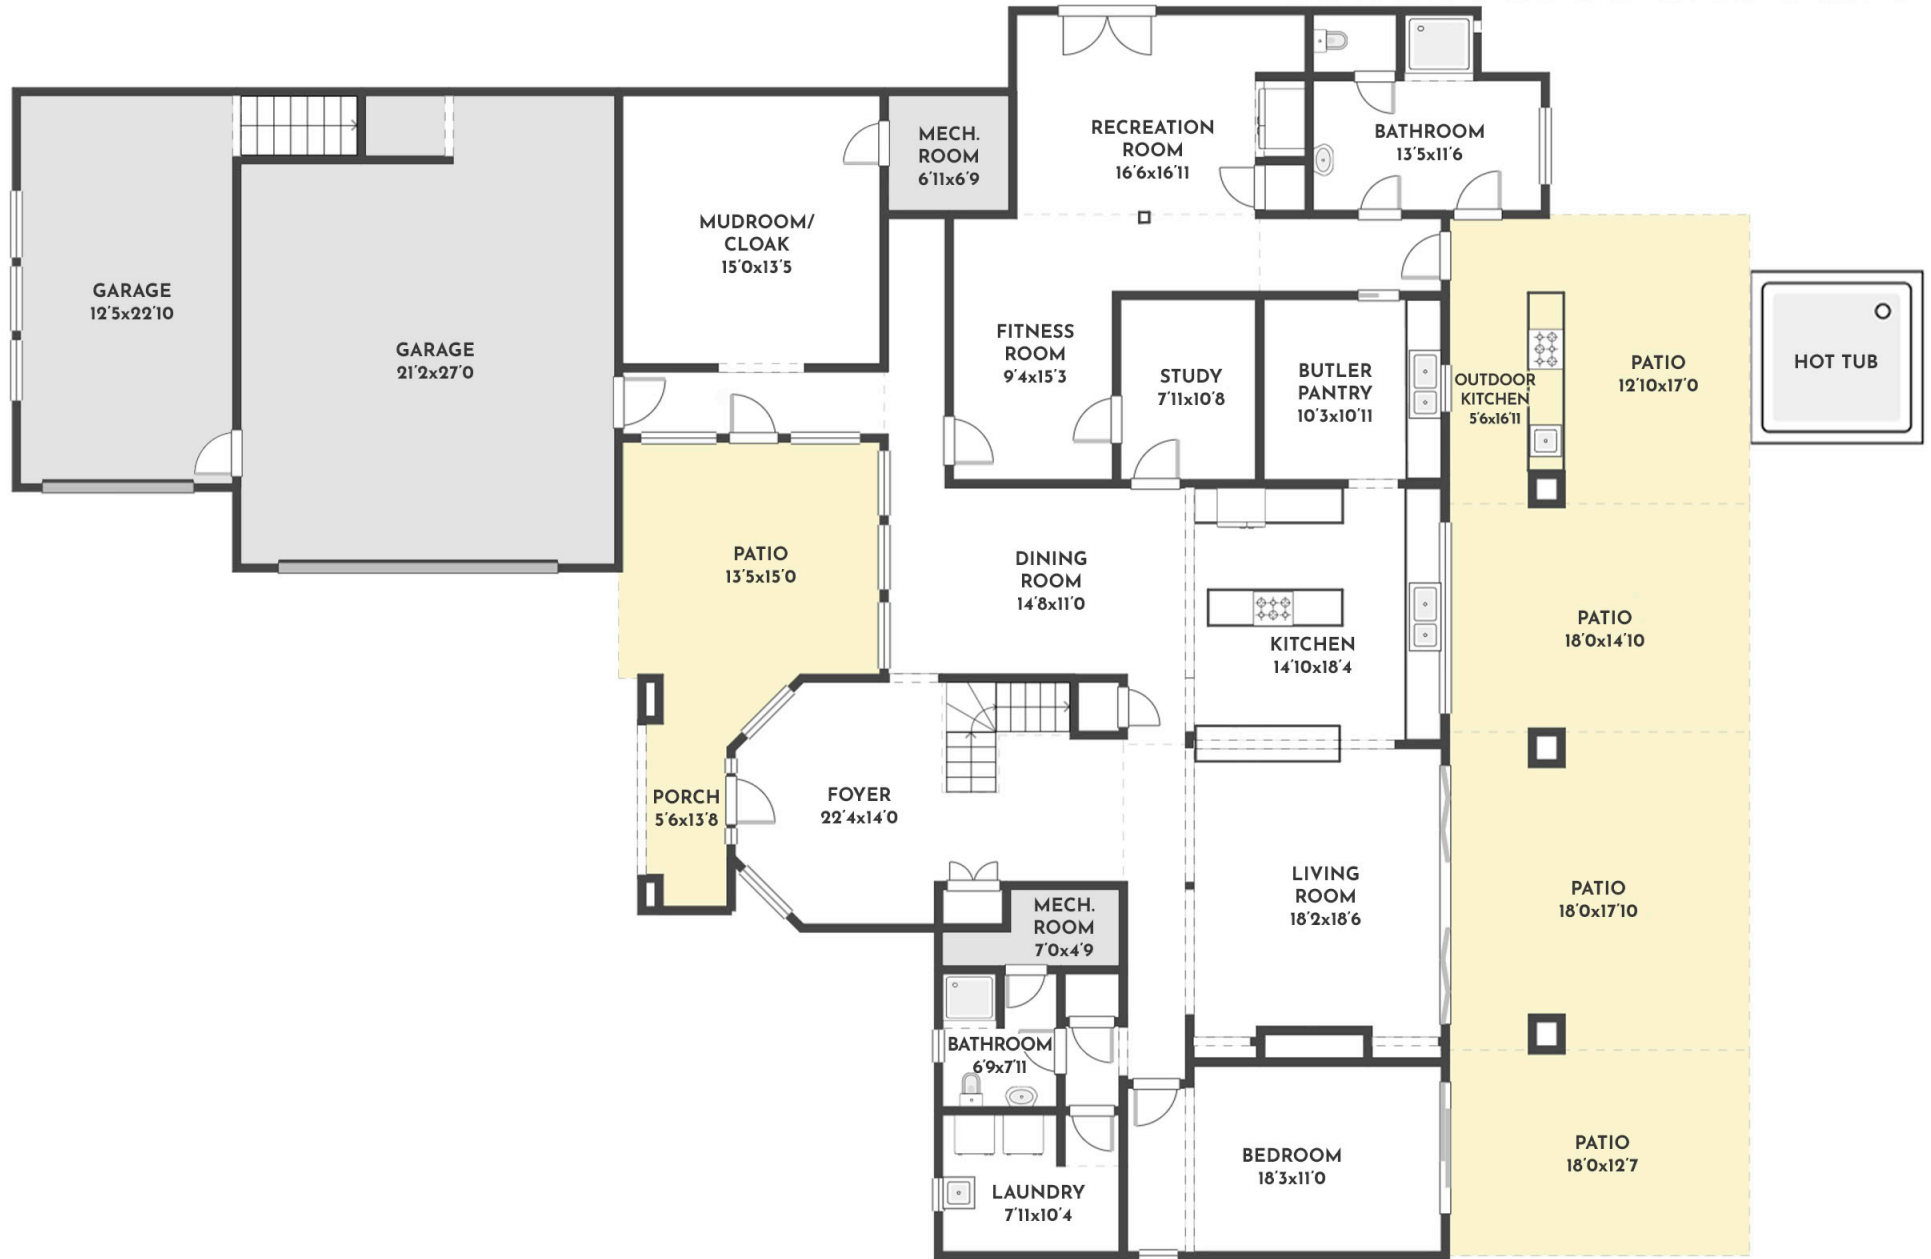 RECREATION
ROOM
16'6x16'11
BATHROOM
13'5x11'6
MECH.
ROOM
6'11x6'9
MUDROOM/
CLOAK
15'0x13'5
GARAGE
12'5x22'10
GARAGE
21'2x27'0
FITNESS
ROOM
9'4x15'3
STUDY
7'11x10'8
BUTLER
PANTRY
10'3x10'11
OUTDOOR
KITCHEN
5'6x16'11
PATIO
12'10x17'0
HOT TUB
PATIO
13'5x15'0
DINING
ROOM
14'8x11'0
KITCHEN
14'10x18'4
PATIO
18'0x14'10
PORCH
5'6x13'8
FOYER
22'4x14'0
LIVING
ROOM
18'2x18'6
PATIO
18'0x17'10
MECH.
ROOM
7'0x4'9
BATHROOM
6'9x7'11
LAUNDRY
7'11x10'4
BEDROOM
18'3x11'0
PATIO
18'0x12'7